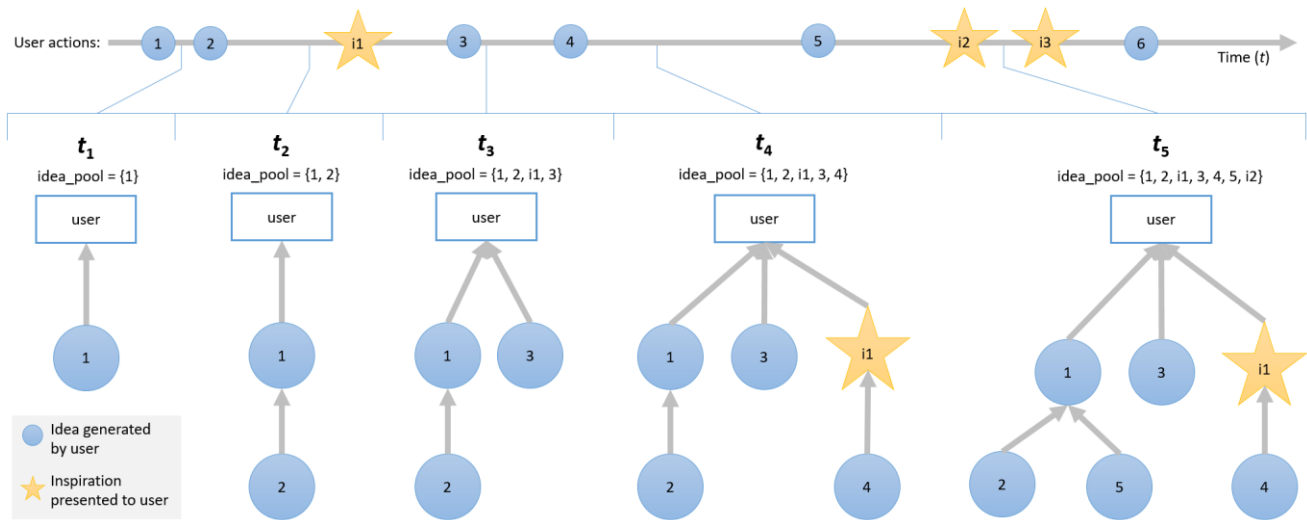 User actions:
1 2 i1 3 4 5 i2 i3 6
Time (t)
t1 t2 t3 t4 t5
idea_pool = {1} idea_pool = {1, 2} idea_pool = {1, 2, i1, 3} idea_pool = {1, 2, i1, 3, 4} idea_pool = {1, 2, i1, 3, 4, 5, i2}
user user user user user
1 1 1 3 1 3 i1 1 3 i1
Idea generated
by user
Inspiration
presented to user
2 2 2 4 2 5 4